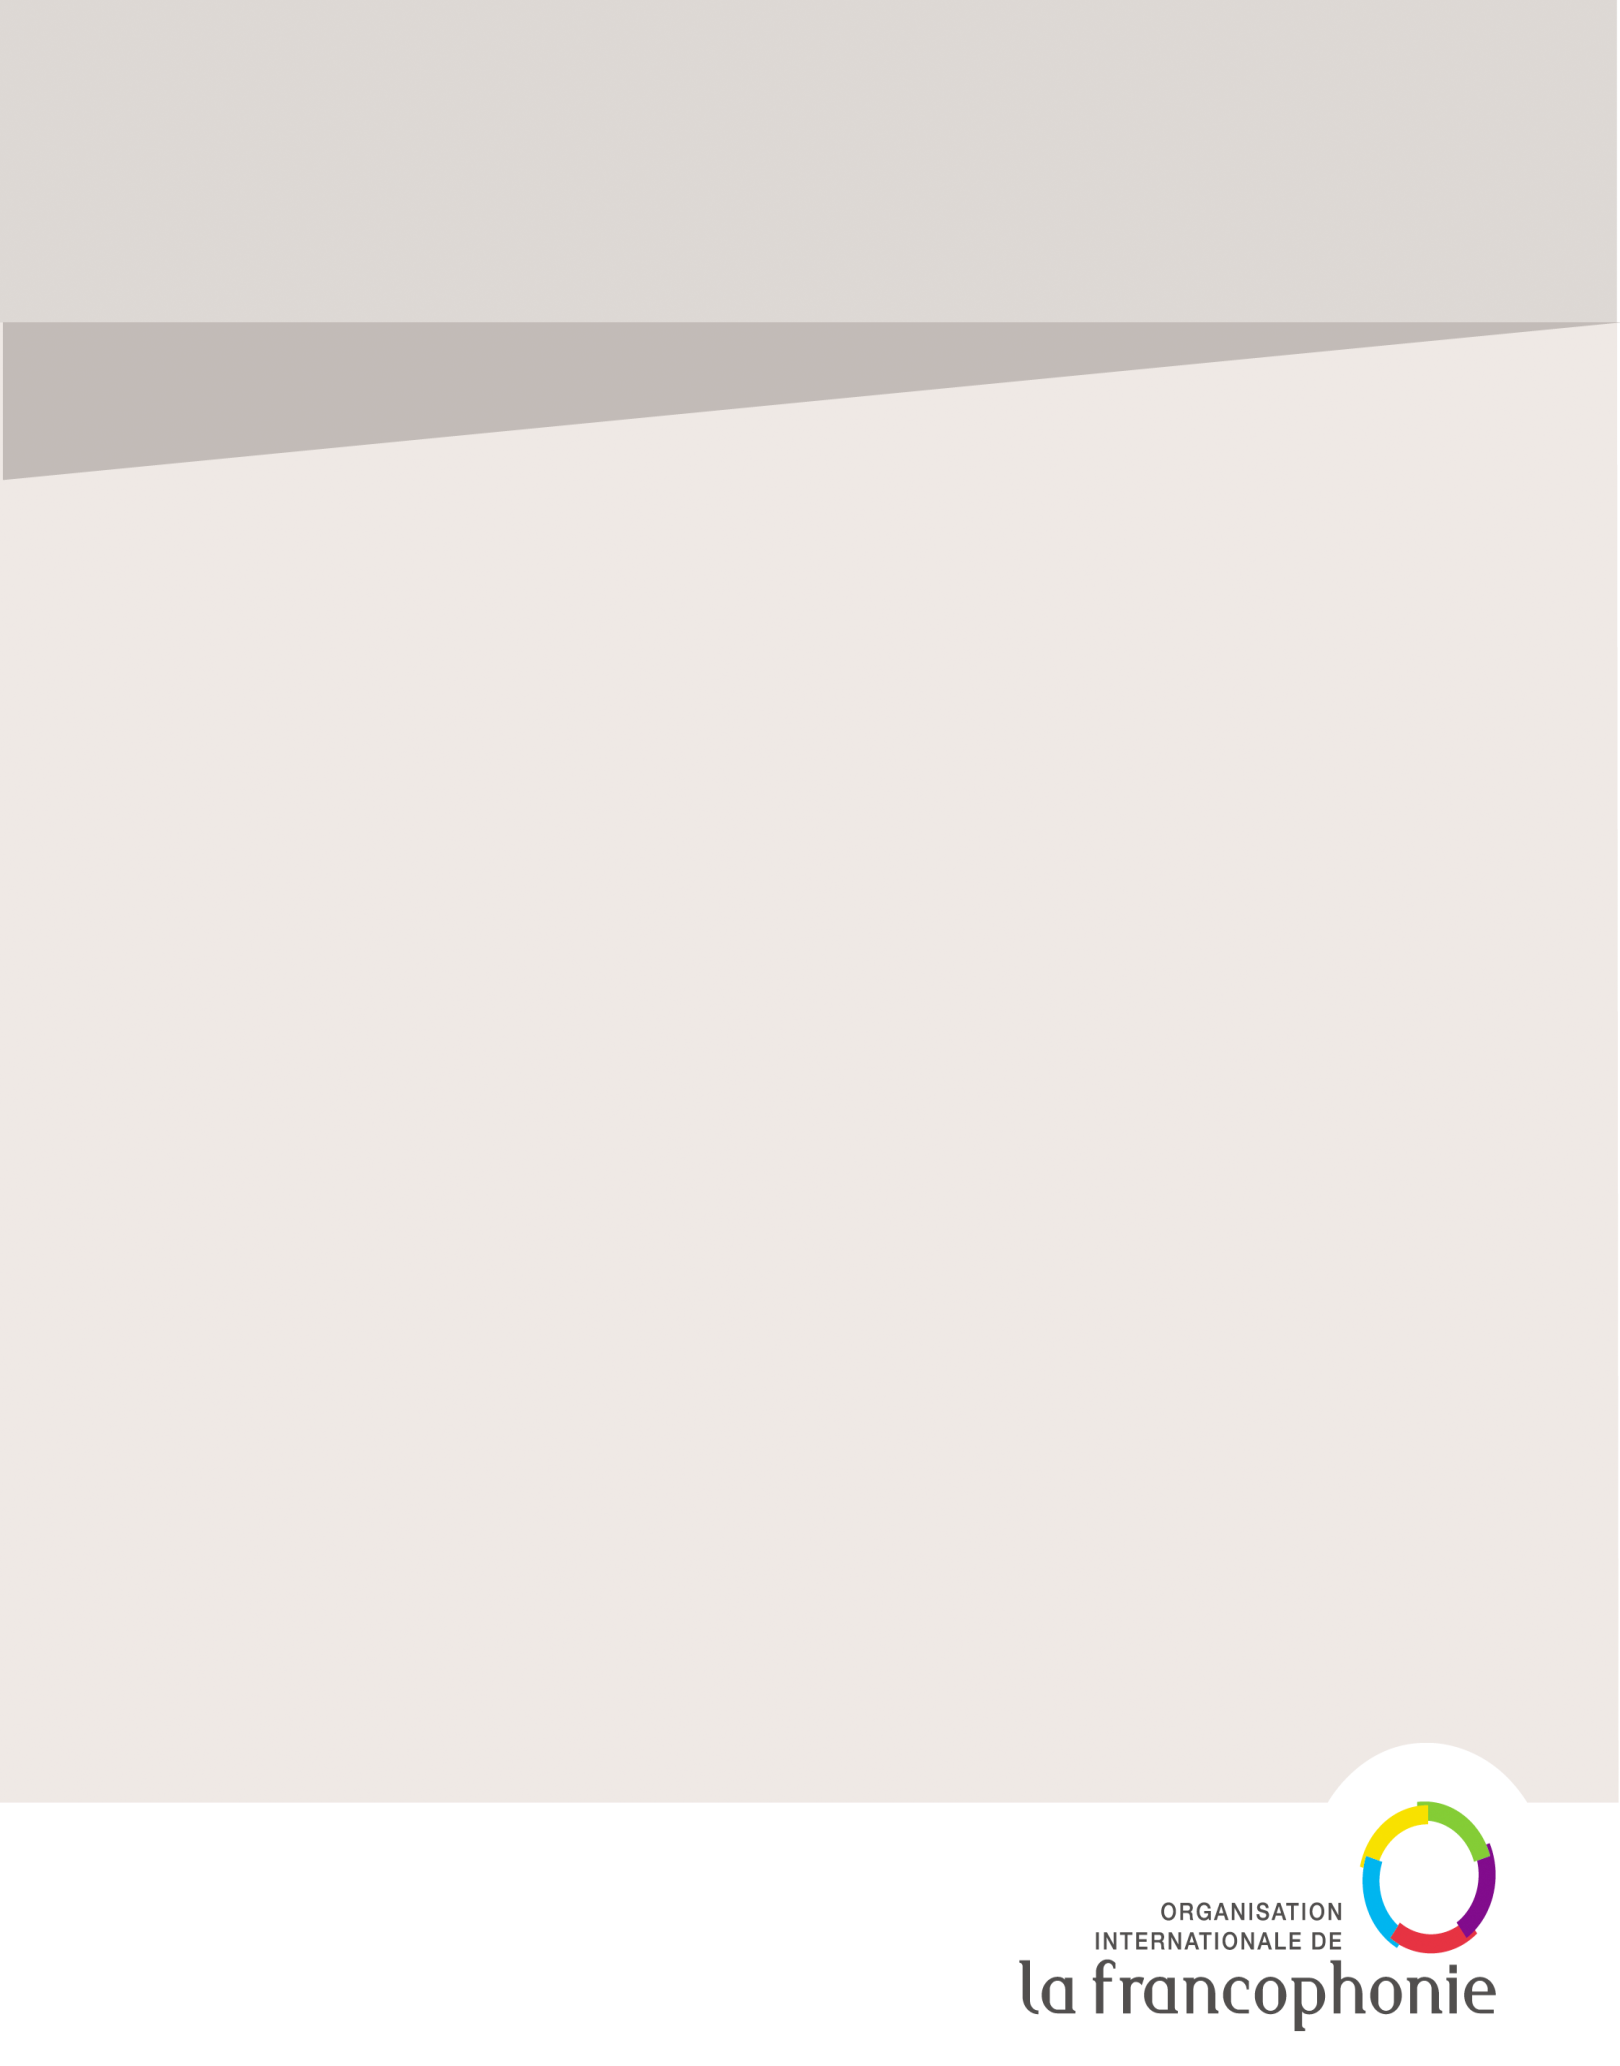 ORGANISATION
INTERNATIONALE DE
la francophonie